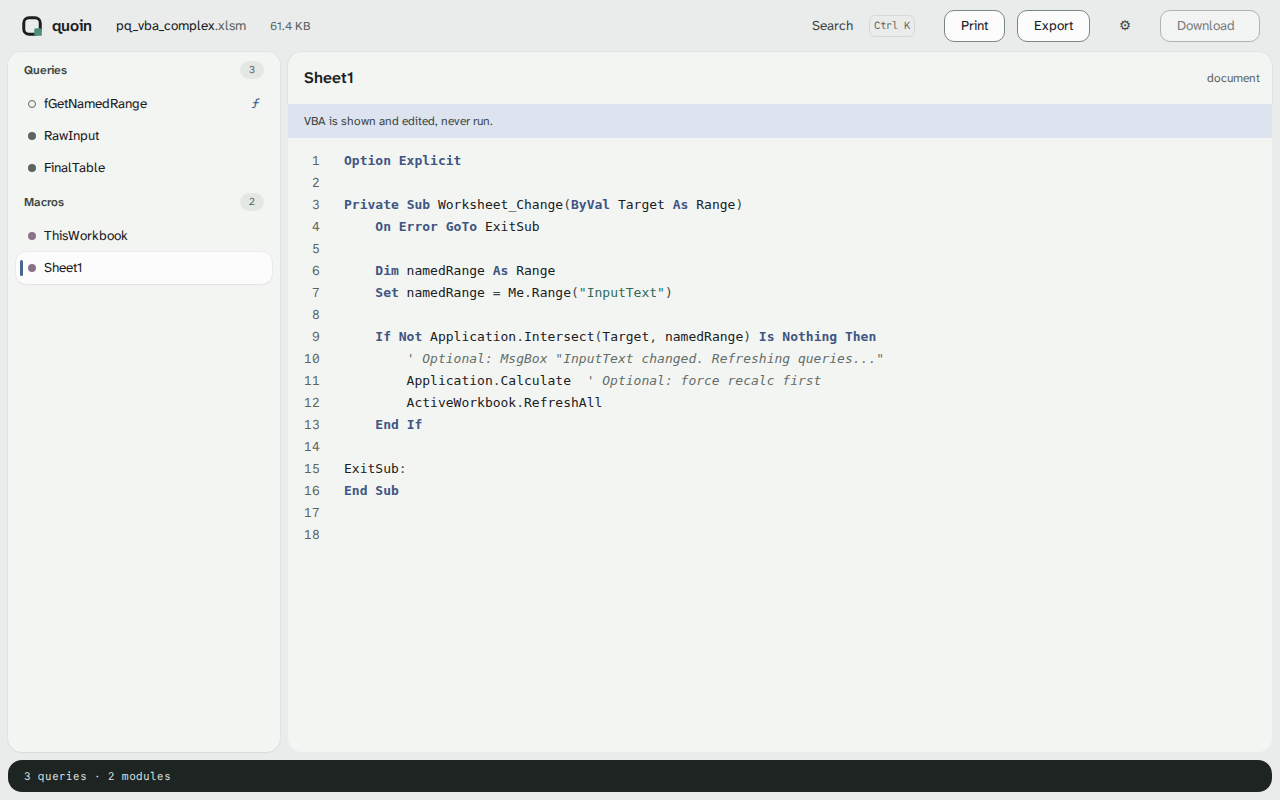 quoin pq_vba_complex.xlsm 61.4 KB Search Ctrl K Print Export ⚙ Download
Queries 3
fGetNamedRange ƒ
RawInput
FinalTable
Macros 2
ThisWorkbook
Sheet1
Sheet1 document
VBA is shown and edited, never run.
1 Option Explicit
2
3 Private Sub Worksheet_Change(ByVal Target As Range)
4     On Error GoTo ExitSub
5
6     Dim namedRange As Range
7     Set namedRange = Me.Range("InputText")
8
9     If Not Application.Intersect(Target, namedRange) Is Nothing Then
10         ' Optional: MsgBox "InputText changed. Refreshing queries..."
11         Application.Calculate  ' Optional: force recalc first
12         ActiveWorkbook.RefreshAll
13     End If
14
15 ExitSub:
16 End Sub
17
18
3 queries · 2 modules